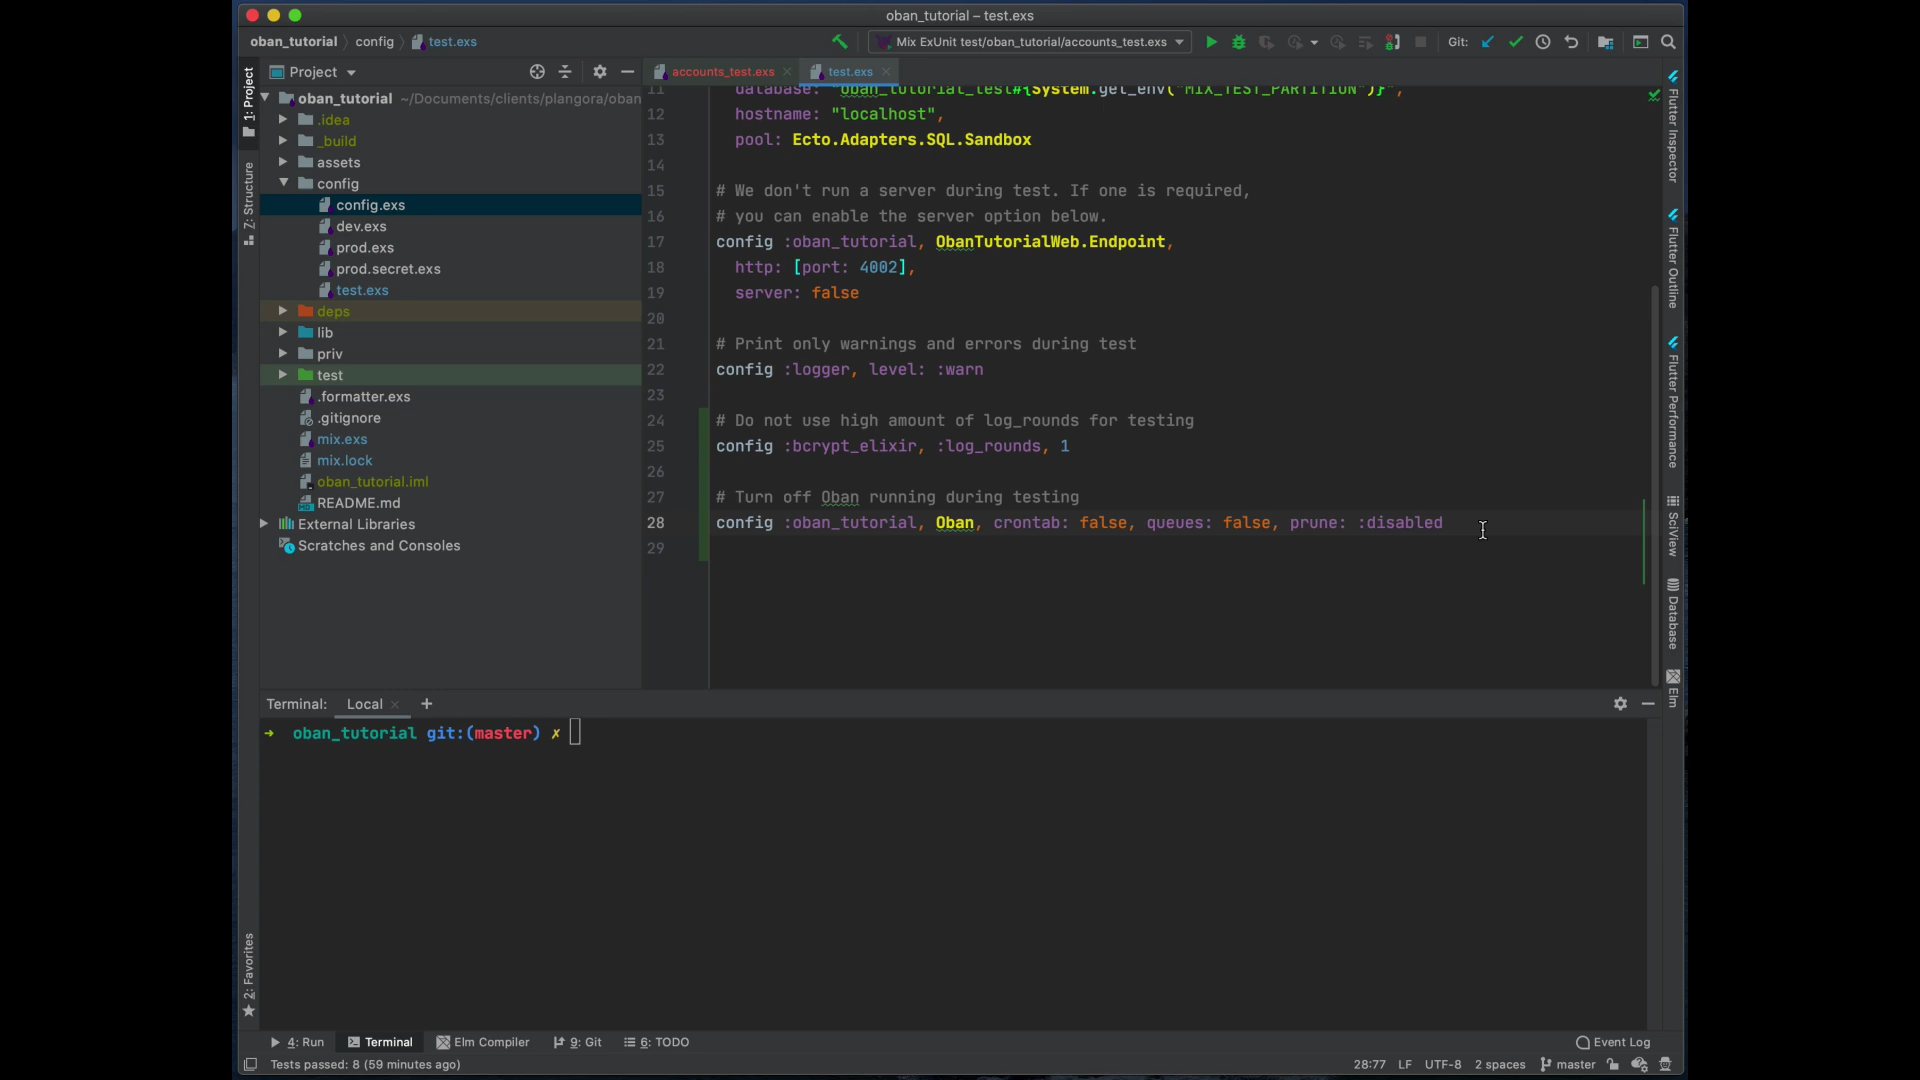 oban_tutorial – test.exs
oban_tutorial config test.exs
Mix ExUnit test/oban_tutorial/accounts_test.exs
Git:
1: Project
Z: Structure
2: Favorites
Project
oban_tutorial ~/Documents/clients/plangora/oban
.idea
_build
assets
config
config.exs
dev.exs
prod.exs
prod.secret.exs
test.exs
deps
lib
priv
test
.formatter.exs
.gitignore
mix.exs
mix.lock
oban_tutorial.iml
README.md
External Libraries
Scratches and Consoles
accounts_test.exs test.exs
11 database: "oban_tutorial_test#{System.get_env("MIX_TEST_PARTITION")}",
12 hostname: "localhost",
13 pool: Ecto.Adapters.SQL.Sandbox
14
15 # We don't run a server during test. If one is required,
16 # you can enable the server option below.
17 config :oban_tutorial, ObanTutorialWeb.Endpoint,
18 http: [port: 4002],
19 server: false
20
21 # Print only warnings and errors during test
22 config :logger, level: :warn
23
24 # Do not use high amount of log_rounds for testing
25 config :bcrypt_elixir, :log_rounds, 1
26
27 # Turn off Oban running during testing
28 config :oban_tutorial, Oban, crontab: false, queues: false, prune: :disabled
29
Flutter Inspector
Flutter Outline
Flutter Performance
SciView
Database
Elm
Terminal: Local +
➜ oban_tutorial git:(master) ✗
4: Run Terminal Elm Compiler 9: Git 6: TODO Event Log
Tests passed: 8 (59 minutes ago) 28:77 LF UTF-8 2 spaces master